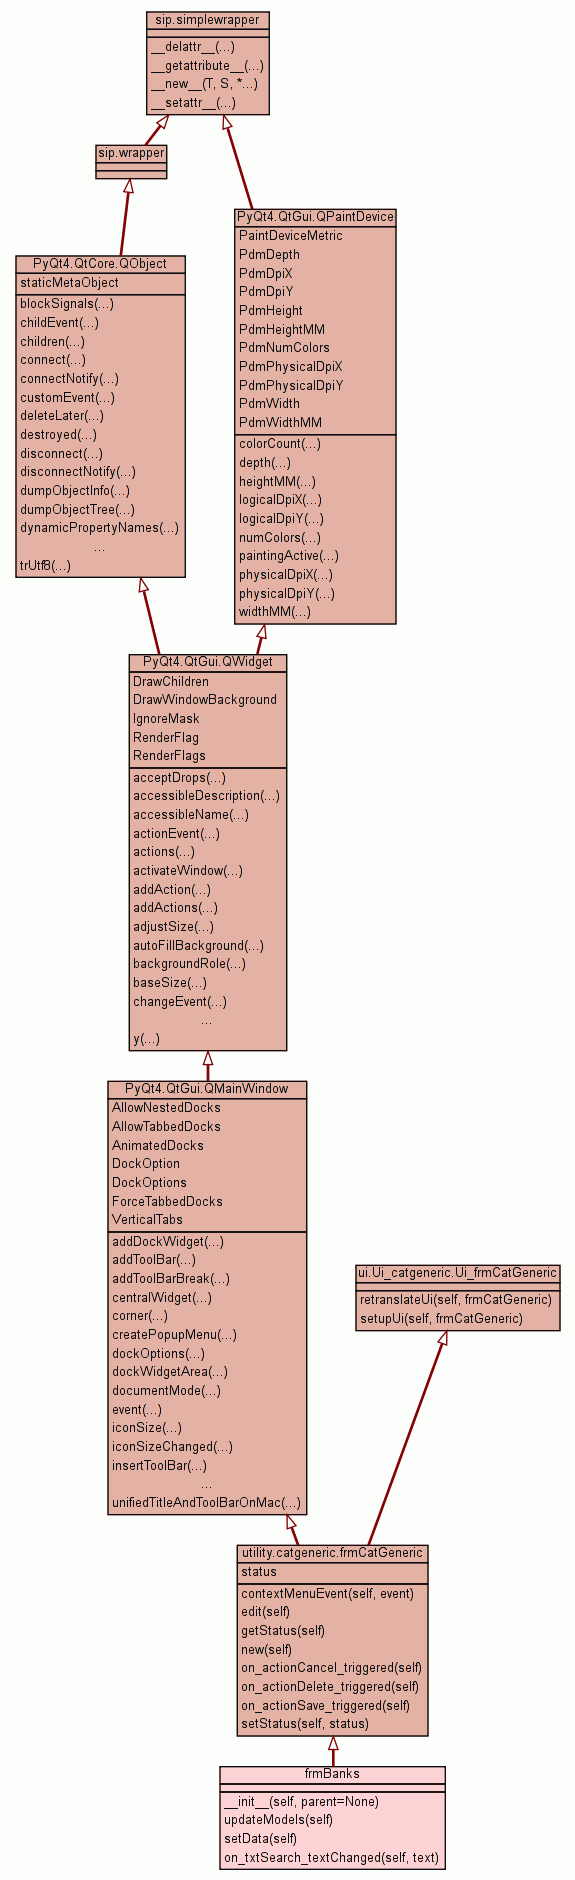 sip.simplewrapper
__delattr__(...)
__getattribute__(...)
__new__(T, S, *...)
__setattr__(...)
sip.wrapper
PyQt4.QtGui.QPaintDevice
PaintDeviceMetric
PdmDepth
PdmDpiX
PdmDpiY
PdmHeight
PdmHeightMM
PdmNumColors
PdmPhysicalDpiX
PdmPhysicalDpiY
PdmWidth
PdmWidthMM
colorCount(...)
depth(...)
heightMM(...)
logicalDpiX(...)
logicalDpiY(...)
numColors(...)
paintingActive(...)
physicalDpiX(...)
physicalDpiY(...)
widthMM(...)
PyQt4.QtCore.QObject
staticMetaObject
blockSignals(...)
childEvent(...)
children(...)
connect(...)
connectNotify(...)
customEvent(...)
deleteLater(...)
destroyed(...)
disconnect(...)
disconnectNotify(...)
dumpObjectInfo(...)
dumpObjectTree(...)
dynamicPropertyNames(...)
...
trUtf8(...)
PyQt4.QtGui.QWidget
DrawChildren
DrawWindowBackground
IgnoreMask
RenderFlag
RenderFlags
acceptDrops(...)
accessibleDescription(...)
accessibleName(...)
actionEvent(...)
actions(...)
activateWindow(...)
addAction(...)
addActions(...)
adjustSize(...)
autoFillBackground(...)
backgroundRole(...)
baseSize(...)
changeEvent(...)
...
y(...)
PyQt4.QtGui.QMainWindow
AllowNestedDocks
AllowTabbedDocks
AnimatedDocks
DockOption
DockOptions
ForceTabbedDocks
VerticalTabs
addDockWidget(...)
addToolBar(...)
addToolBarBreak(...)
centralWidget(...)
corner(...)
createPopupMenu(...)
dockOptions(...)
dockWidgetArea(...)
documentMode(...)
event(...)
iconSize(...)
iconSizeChanged(...)
insertToolBar(...)
...
unifiedTitleAndToolBarOnMac(...)
ui.Ui_catgeneric.Ui_frmCatGeneric
retranslateUi(self, frmCatGeneric)
setupUi(self, frmCatGeneric)
utility.catgeneric.frmCatGeneric
status
contextMenuEvent(self, event)
edit(self)
getStatus(self)
new(self)
on_actionCancel_triggered(self)
on_actionDelete_triggered(self)
on_actionSave_triggered(self)
setStatus(self, status)
frmBanks
__init__(self, parent=None)
updateModels(self)
setData(self)
on_txtSearch_textChanged(self, text)